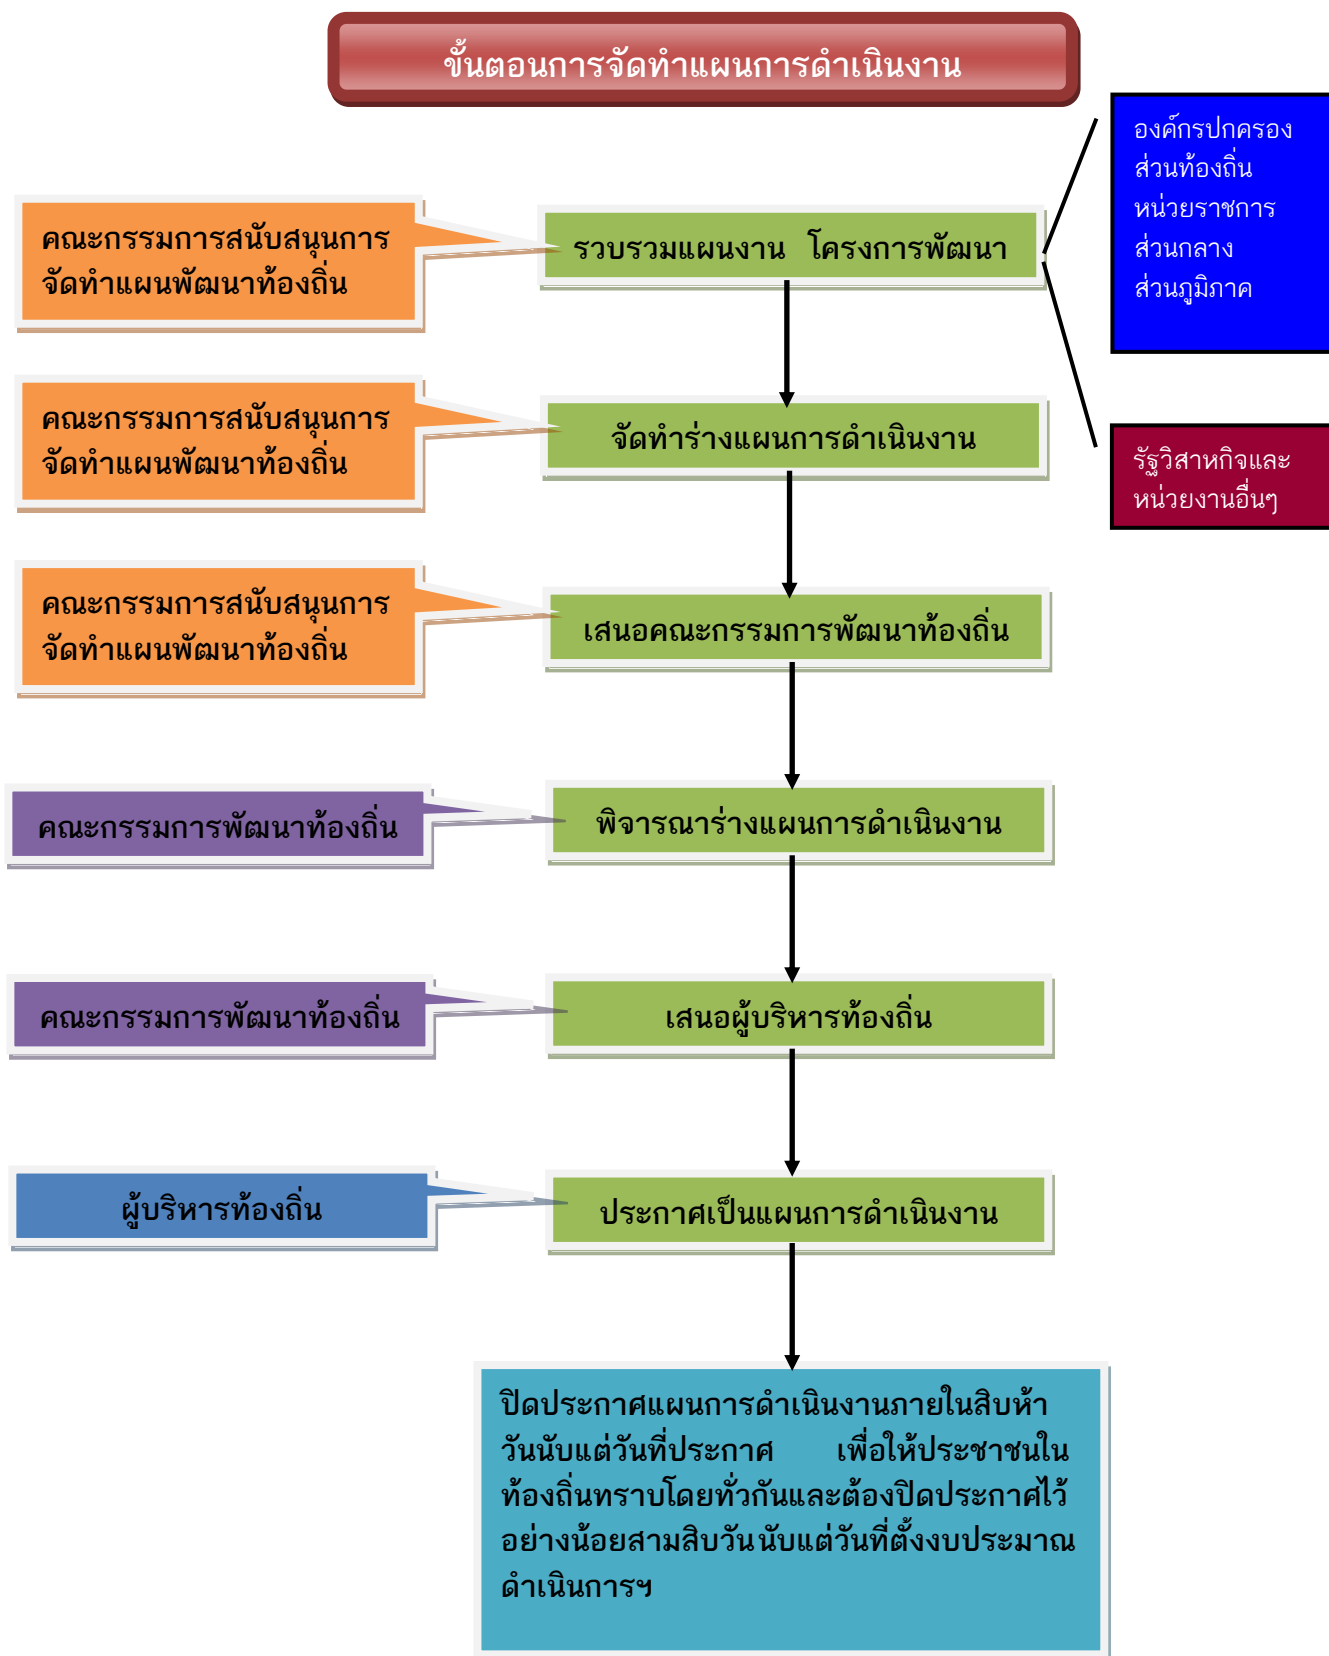 ขั้นตอนการจัดทำแผนการดำเนินงาน
องค์กรปกครอง
ส่วนท้องถิ่น
หน่วยราชการ
ส่วนกลาง
ส่วนภูมิภาค
คณะกรรมการสนับสนุนการ
จัดทำแผนพัฒนาท้องถิ่น
รวบรวมแผนงาน โครงการพัฒนา
คณะกรรมการสนับสนุนการ
จัดทำแผนพัฒนาท้องถิ่น
จัดทำร่างแผนการดำเนินงาน
รัฐวิสาหกิจและ
หน่วยงานอื่นๆ
คณะกรรมการสนับสนุนการ
จัดทำแผนพัฒนาท้องถิ่น
เสนอคณะกรรมการพัฒนาท้องถิ่น
คณะกรรมการพัฒนาท้องถิ่น
พิจารณาร่างแผนการดำเนินงาน
คณะกรรมการพัฒนาท้องถิ่น
เสนอผู้บริหารท้องถิ่น
ผู้บริหารท้องถิ่น
ประกาศเป็นแผนการดำเนินงาน
ปิดประกาศแผนการดำเนินงานภายในสิบห้า
วันนับแต่วันที่ประกาศ เพื่อให้ประชาชนใน
ท้องถิ่นทราบโดยทั่วกันและต้องปิดประกาศไว้
อย่างน้อยสามสิบวัน นับแต่วันที่ตั้งงบประมาณ
ดำเนินการฯ